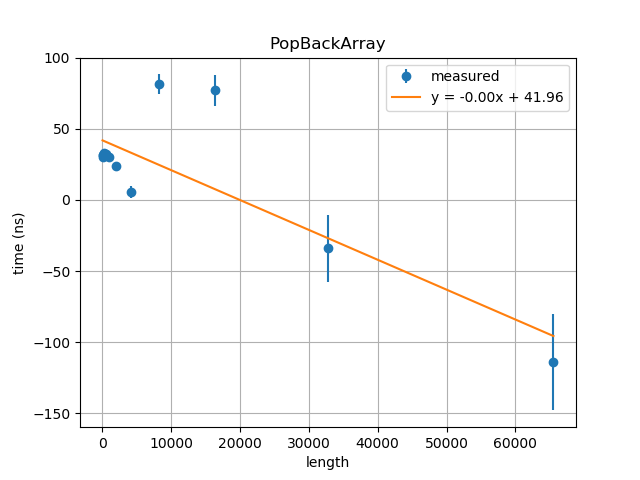 PopBackArray
measured
y = -0.00x + 41.96
100
50
0
−50
−100
−150
time (ns)
0 10000 20000 30000 40000 50000 60000
length